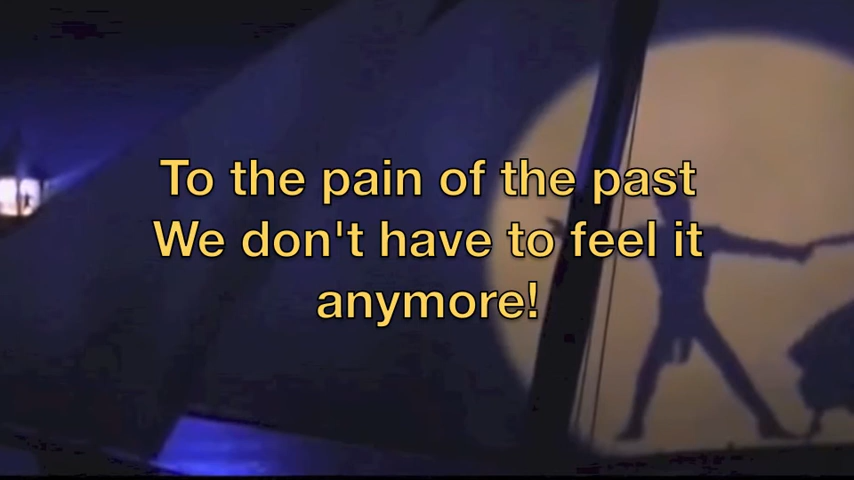 To the pain of the past
We don't have to feel it
anymore!